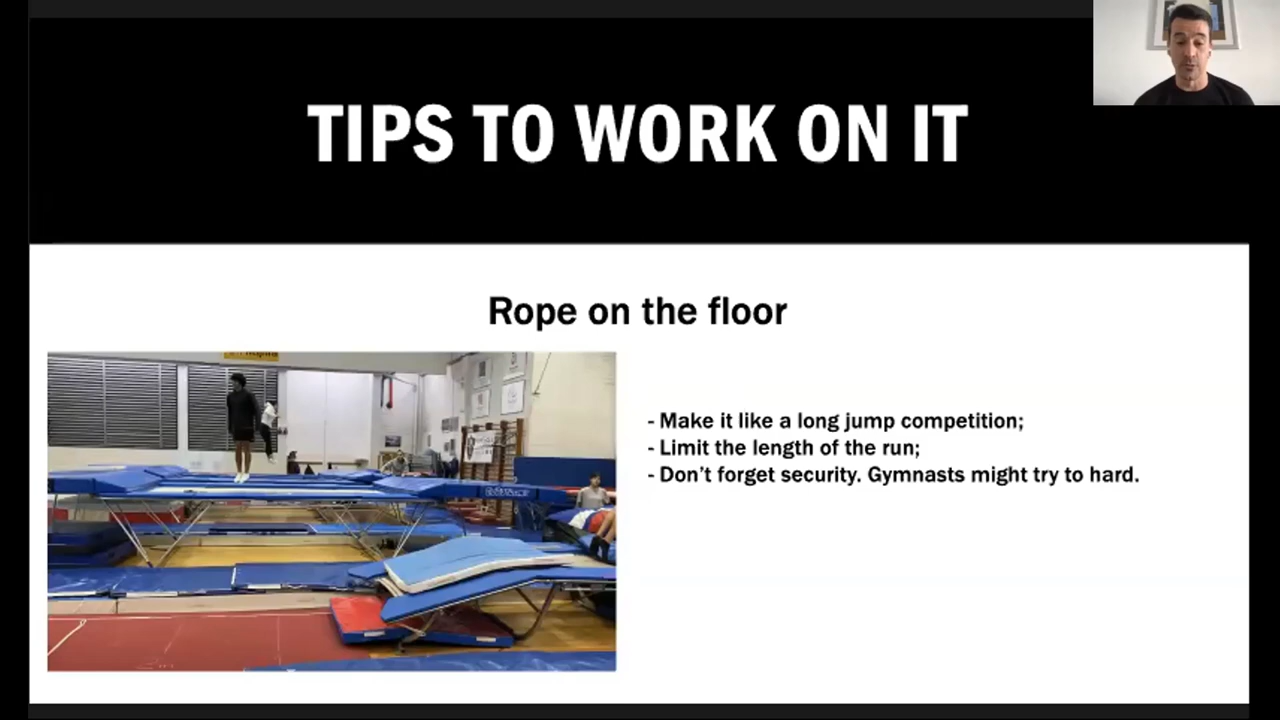 TIPS TO WORK ON IT
Rope on the floor
- Make it like a long jump competition;
- Limit the length of the run;
- Don’t forget security. Gymnasts might try to hard.